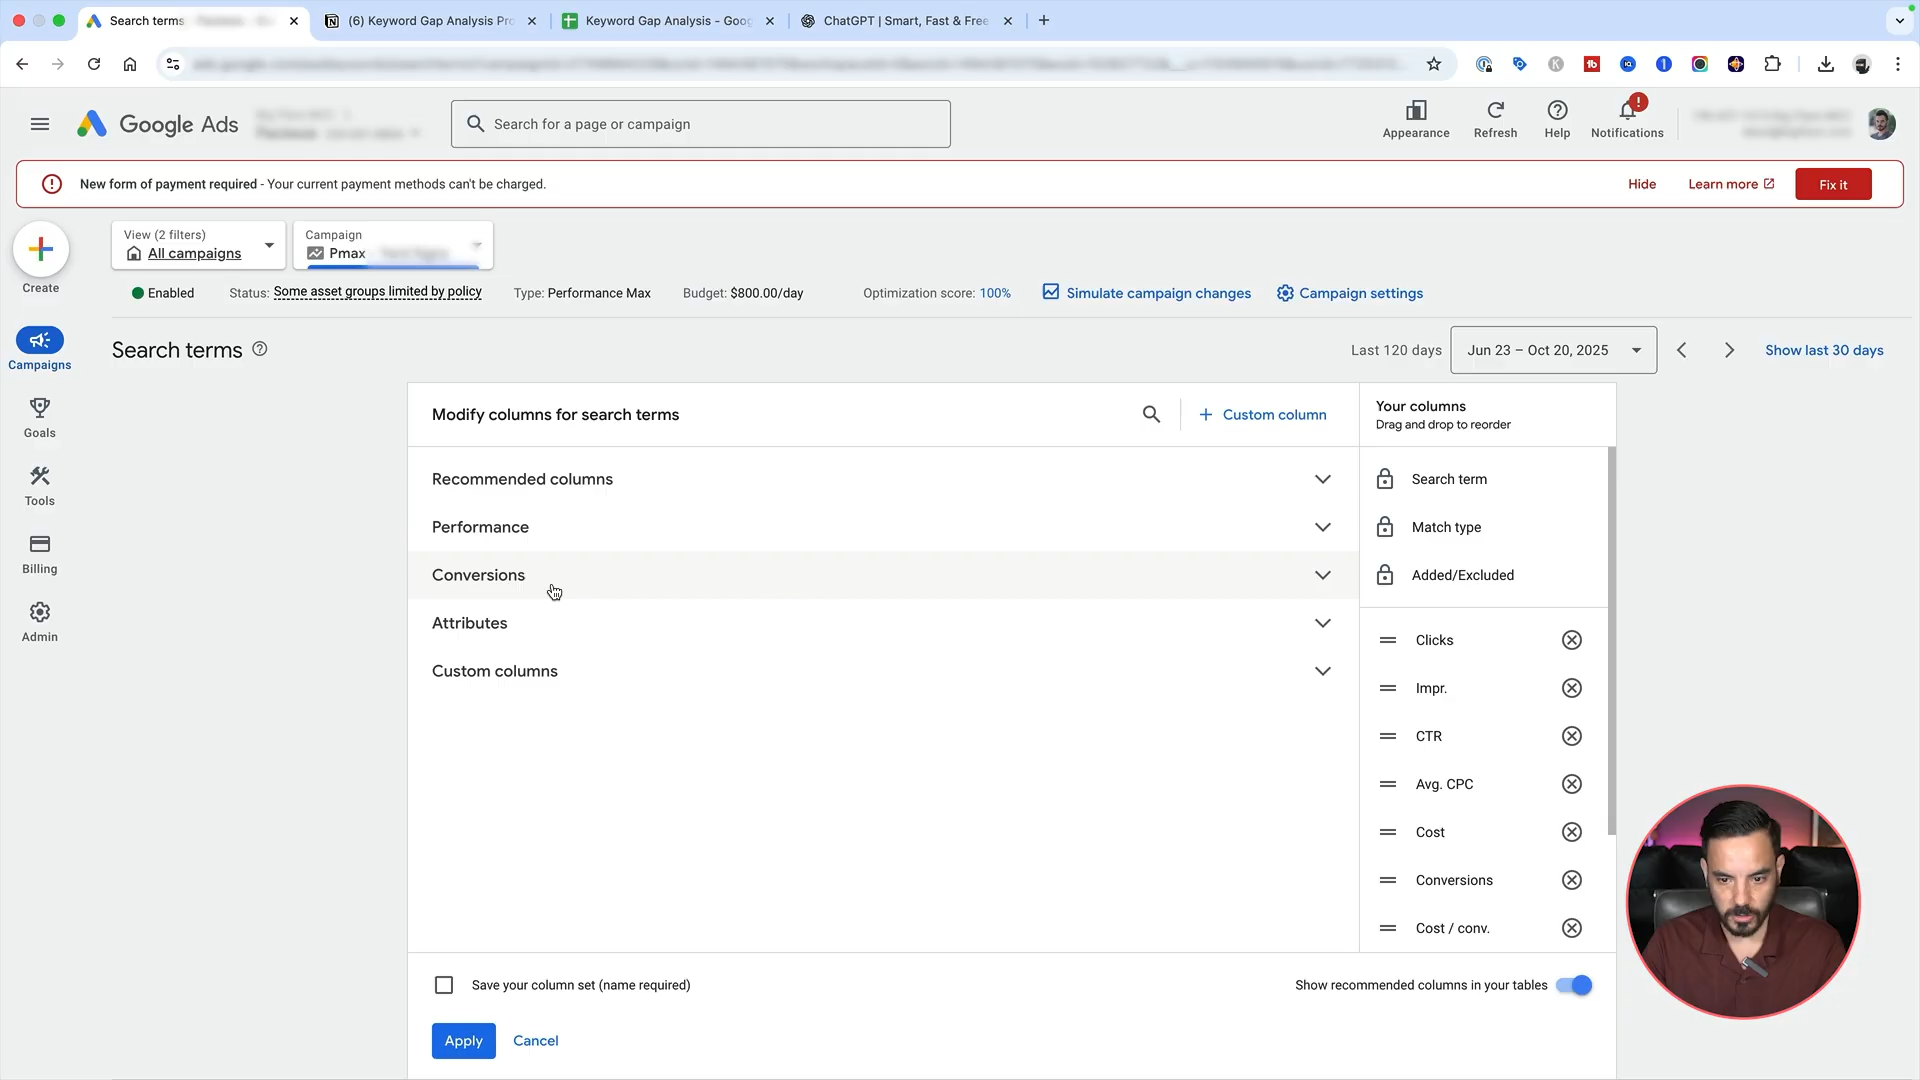 Search terms
(6) Keyword Gap Analysis Pro
Keyword Gap Analysis - Goog
ChatGPT | Smart, Fast & Free
Google Ads
Search for a page or campaign
Appearance
Refresh
Help
Notifications
New form of payment required - Your current payment methods can't be charged.
Hide
Learn more
Fix it
Create
View (2 filters)
All campaigns
Campaign
Pmax
Enabled
Status: Some asset groups limited by policy
Type: Performance Max
Budget: $800.00/day
Optimization score: 100%
Simulate campaign changes
Campaign settings
Campaigns
Goals
Tools
Billing
Admin
Search terms
Last 120 days
Jun 23 – Oct 20, 2025
Show last 30 days
Modify columns for search terms
Custom column
Recommended columns
Performance
Conversions
Attributes
Custom columns
Your columns
Drag and drop to reorder
Search term
Match type
Added/Excluded
Clicks
Impr.
CTR
Avg. CPC
Cost
Conversions
Cost / conv.
Save your column set (name required)
Show recommended columns in your tables
Apply
Cancel